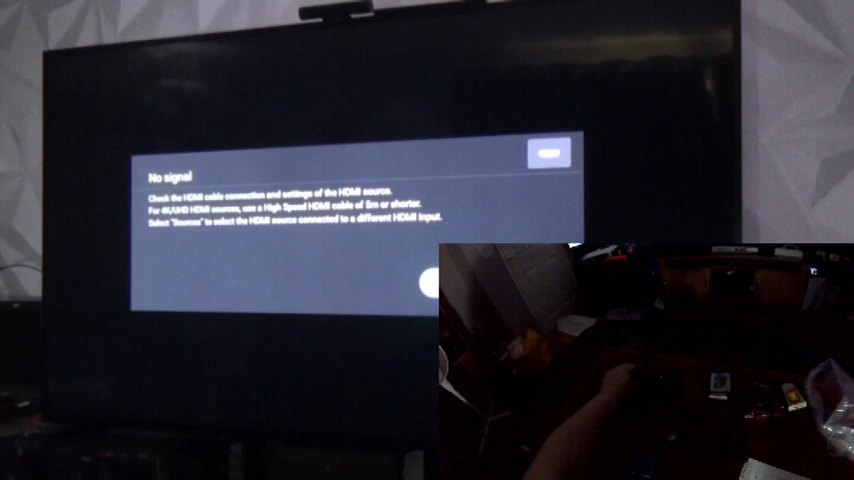 No signal
Check the HDMI cable connection and settings of the HDMI source.
For 4K/UHD HDMI sources, use a High Speed HDMI cable of 5m or shorter.
Select "Sources" to select the HDMI source connected to a different HDMI input.